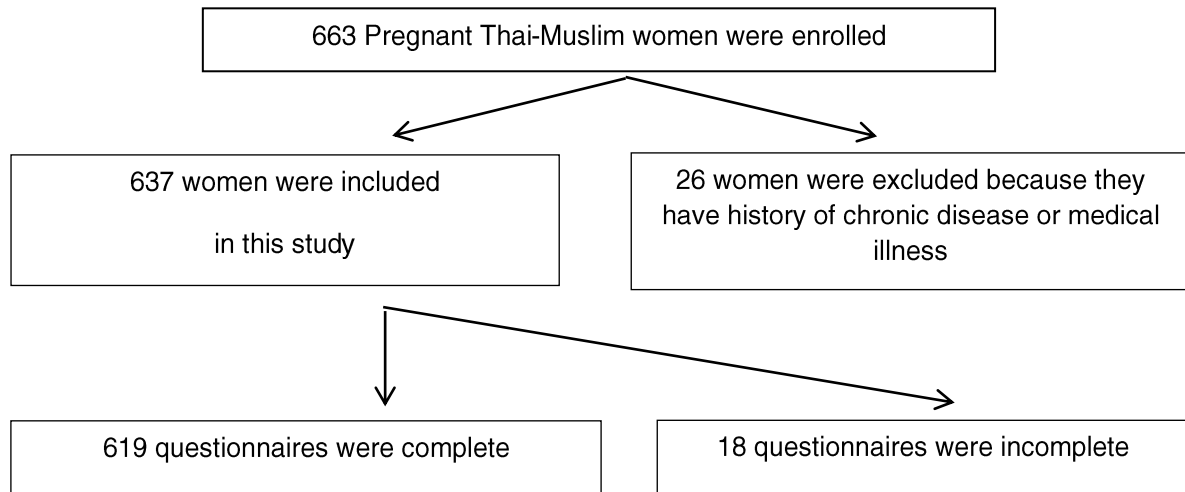 663 Pregnant Thai-Muslim women were enrolled
637 women were included
in this study
26 women were excluded because they
have history of chronic disease or medical
illness
619 questionnaires were complete
18 questionnaires were incomplete